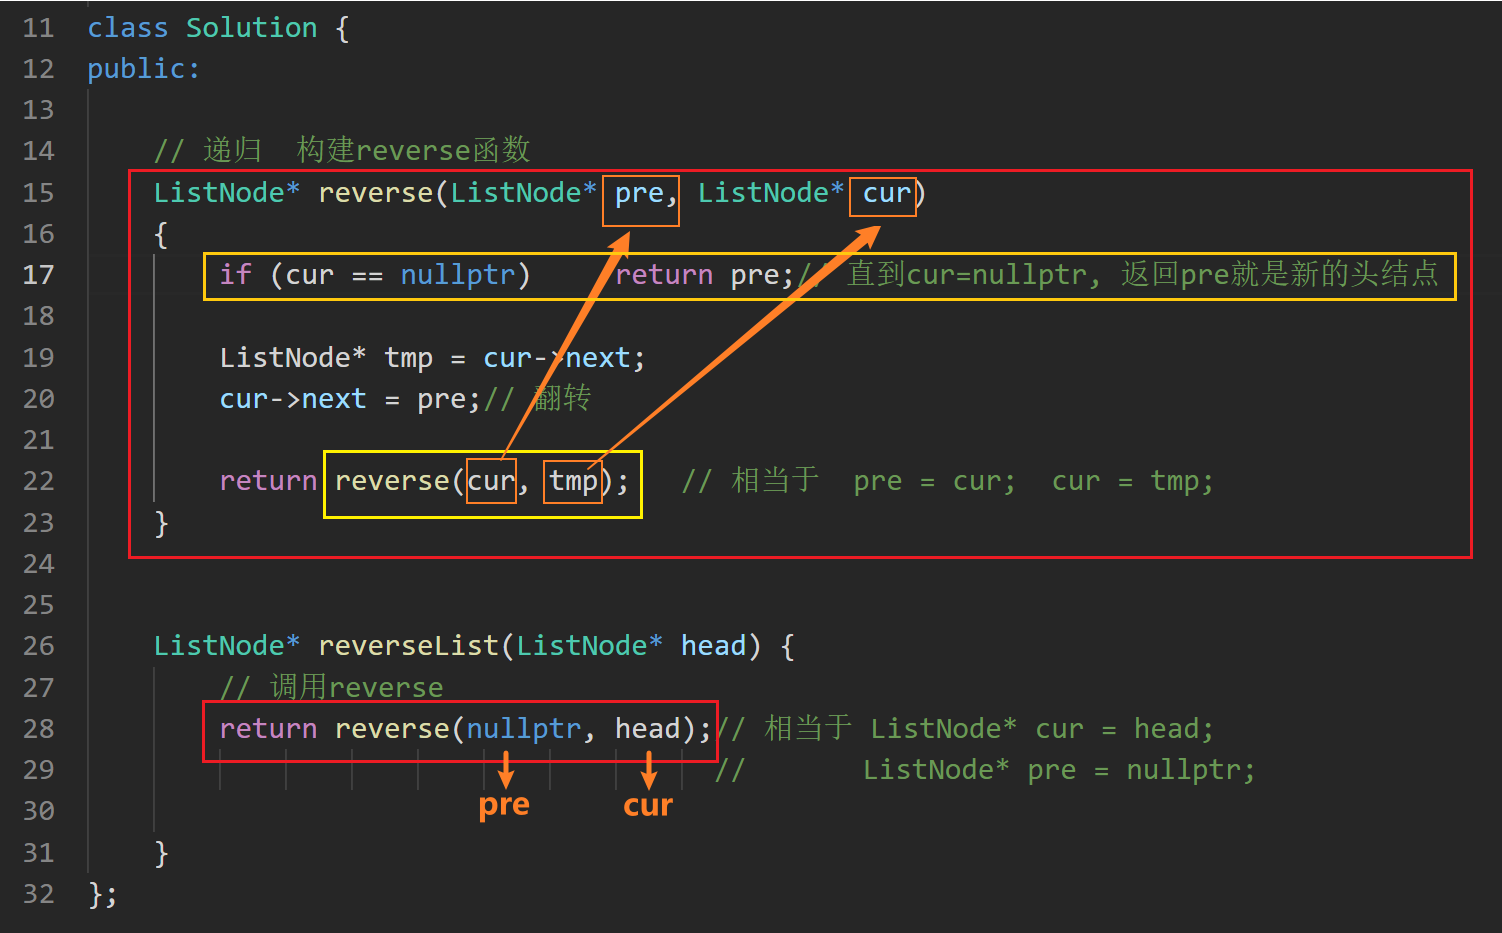 11 class Solution {
12 public:
13
14 // 递归 构建reverse函数
15 ListNode* reverse(ListNode* pre, ListNode* cur)
16 {
17 if (cur == nullptr) return pre;// 直到cur=nullptr, 返回pre就是新的头结点
18
19 ListNode* tmp = cur->next;
20 cur->next = pre;// 翻转
21
22 return reverse(cur, tmp); // 相当于 pre = cur; cur = tmp;
23 }
24
25
26 ListNode* reverseList(ListNode* head) {
27 // 调用reverse
28 return reverse(nullptr, head);// 相当于 ListNode* cur = head;
29 // ListNode* pre = nullptr;
pre cur
30
31 }
32 };